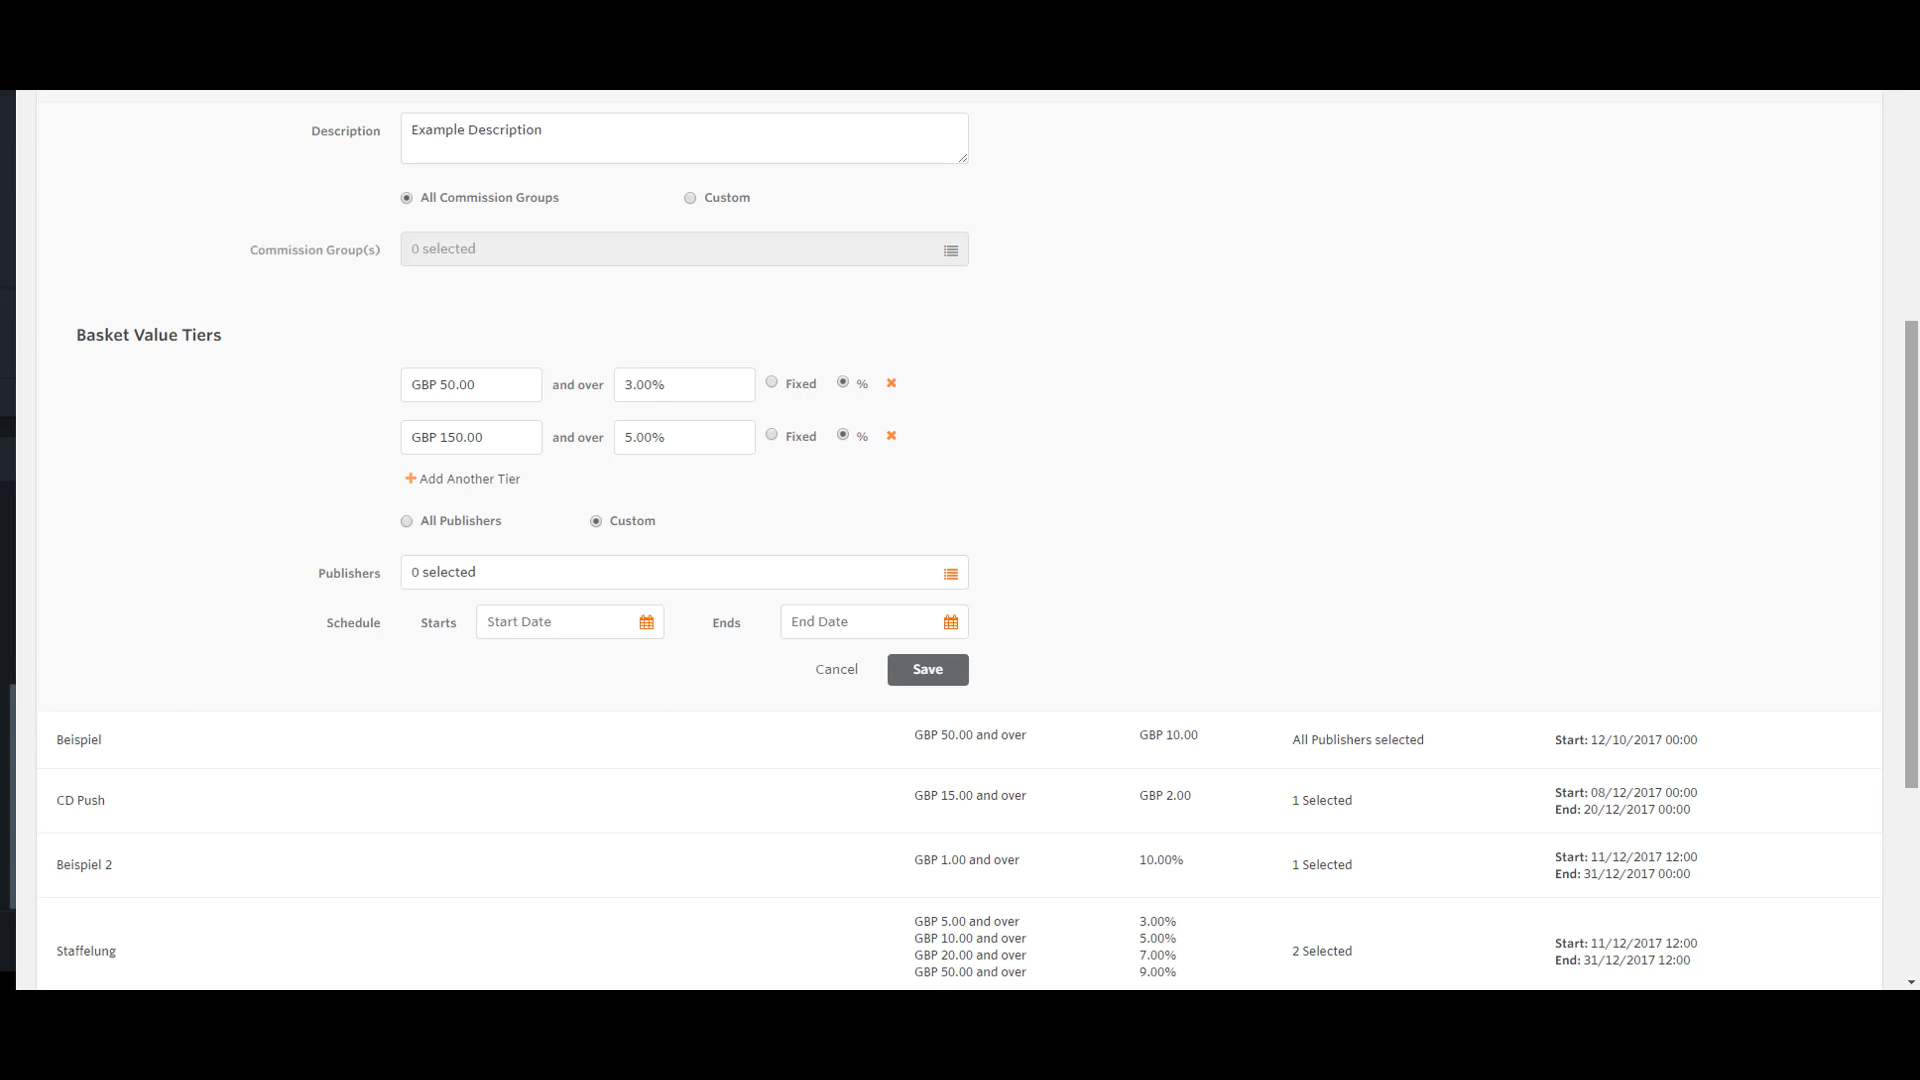 Description Example Description
All Commission Groups Custom
Commission Group(s) 0 selected
Basket Value Tiers
GBP 50.00 and over 3.00% Fixed %
GBP 150.00 and over 5.00% Fixed %
Add Another Tier
All Publishers Custom
Publishers 0 selected
Schedule Starts Start Date Ends End Date
Cancel Save
Beispiel GBP 50.00 and over GBP 10.00 All Publishers selected Start: 12/10/2017 00:00
CD Push GBP 15.00 and over GBP 2.00 1 Selected Start: 08/12/2017 00:00
End: 20/12/2017 00:00
Beispiel 2 GBP 1.00 and over 10.00% 1 Selected Start: 11/12/2017 12:00
End: 31/12/2017 00:00
Staffelung GBP 5.00 and over 3.00% 2 Selected Start: 11/12/2017 12:00
GBP 10.00 and over 5.00% End: 31/12/2017 12:00
GBP 20.00 and over 7.00%
GBP 50.00 and over 9.00%